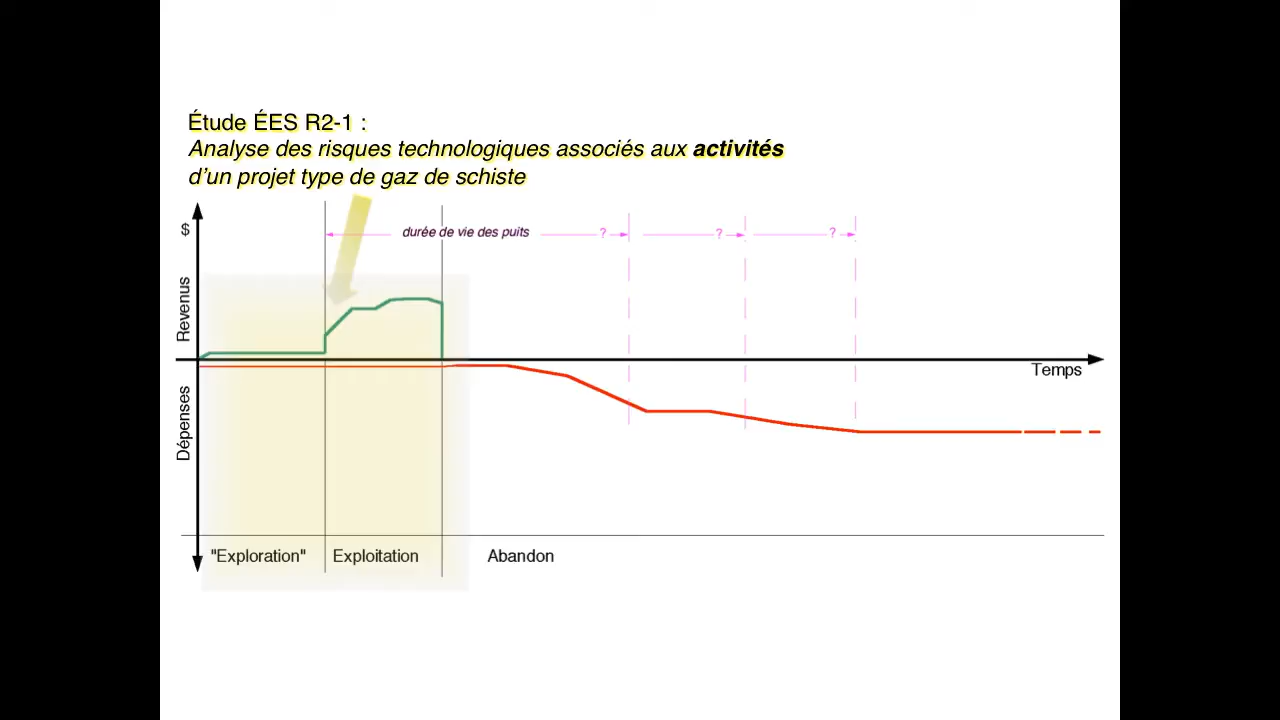 Étude ÉES R2-1 :
Analyse des risques technologiques associés aux activités
d’un projet type de gaz de schiste
$
durée de vie des puits
?
?
?
Revenus
Temps
Dépenses
"Exploration"
Exploitation
Abandon